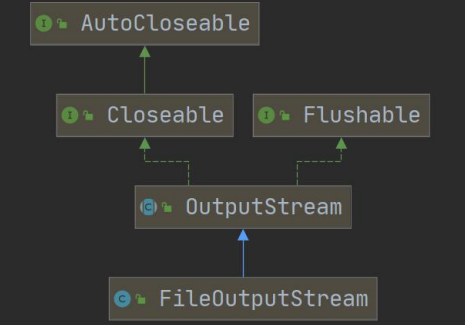 AutoCloseable
Closeable
Flushable
OutputStream
FileOutputStream